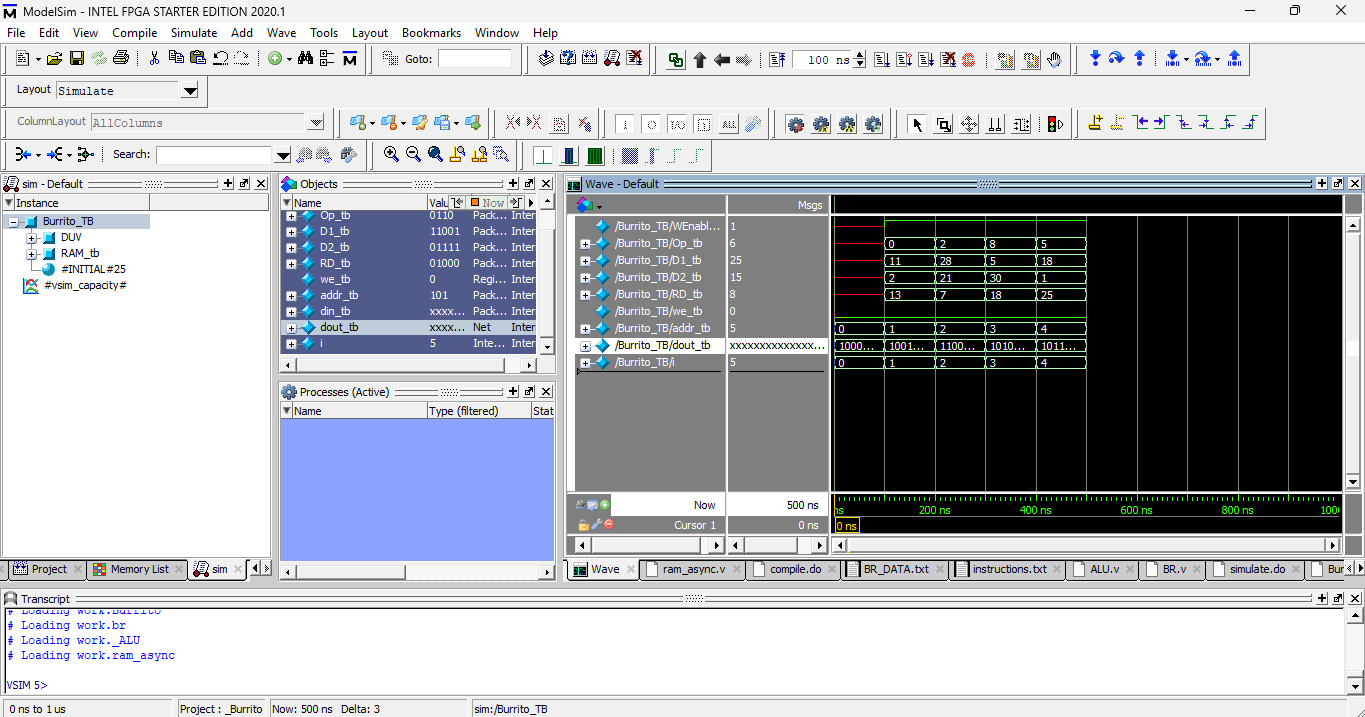 ModelSim - INTEL FPGA STARTER EDITION 2020.1
File Edit View Compile Simulate Add Wave Tools Layout Bookmarks Window Help
Goto: 100 ns
Layout Simulate
ColumnLayout AllColumns
Search:
sim - Default
Instance
Burrito_TB
DUV
RAM_tb
#INITIAL#25
#vsim_capacity#
Project Memory List sim
Objects
Name Valu Now
Op_tb 0110 Pack... Inter
D1_tb 11001 Pack... Inter
D2_tb 01111 Pack... Inter
RD_tb 01000 Pack... Inter
we_tb 0 Regi... Inter
addr_tb 101 Pack... Inter
din_tb xxxx... Pack... Inter
dout_tb xxxx... Net Inter
i 5 Inte... Inter
Processes (Active)
Name Type (filtered) Stat
Wave - Default
Msgs
/Burrito_TB/WEnabl... 1
/Burrito_TB/Op_tb 6 0 2 8 5
/Burrito_TB/D1_tb 25 11 28 5 18
/Burrito_TB/D2_tb 15 2 21 30 1
/Burrito_TB/RD_tb 8 13 7 18 25
/Burrito_TB/we_tb 0
/Burrito_TB/addr_tb 5 0 1 2 3 4
/Burrito_TB/dout_tb xxxxxxxxxxxxxx... 1000... 1001... 1100... 1010... 1011...
/Burrito_TB/i 5 0 1 2 3 4
Now 500 ns ns 200 ns 400 ns 600 ns 800 ns 100
Cursor 1 0 ns 0 ns
Wave ram_async.v compile.do BR_DATA.txt instructions.txt ALU.v BR.v simulate.do Bur
Transcript
# Loading work.Burrito
# Loading work.br
# Loading work._ALU
# Loading work.ram_async
VSIM 5>
0 ns to 1 us Project : _Burrito Now: 500 ns Delta: 3 sim:/Burrito_TB